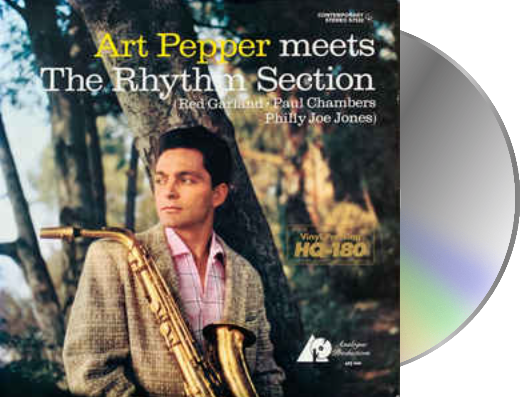 CONTEMPORARY
STEREO S7532
Art Pepper meets
The Rhythm Section
(Red Garland • Paul Chambers
Philly Joe Jones)
Vinyl Pressing
HQ-180
Analogue
Productions